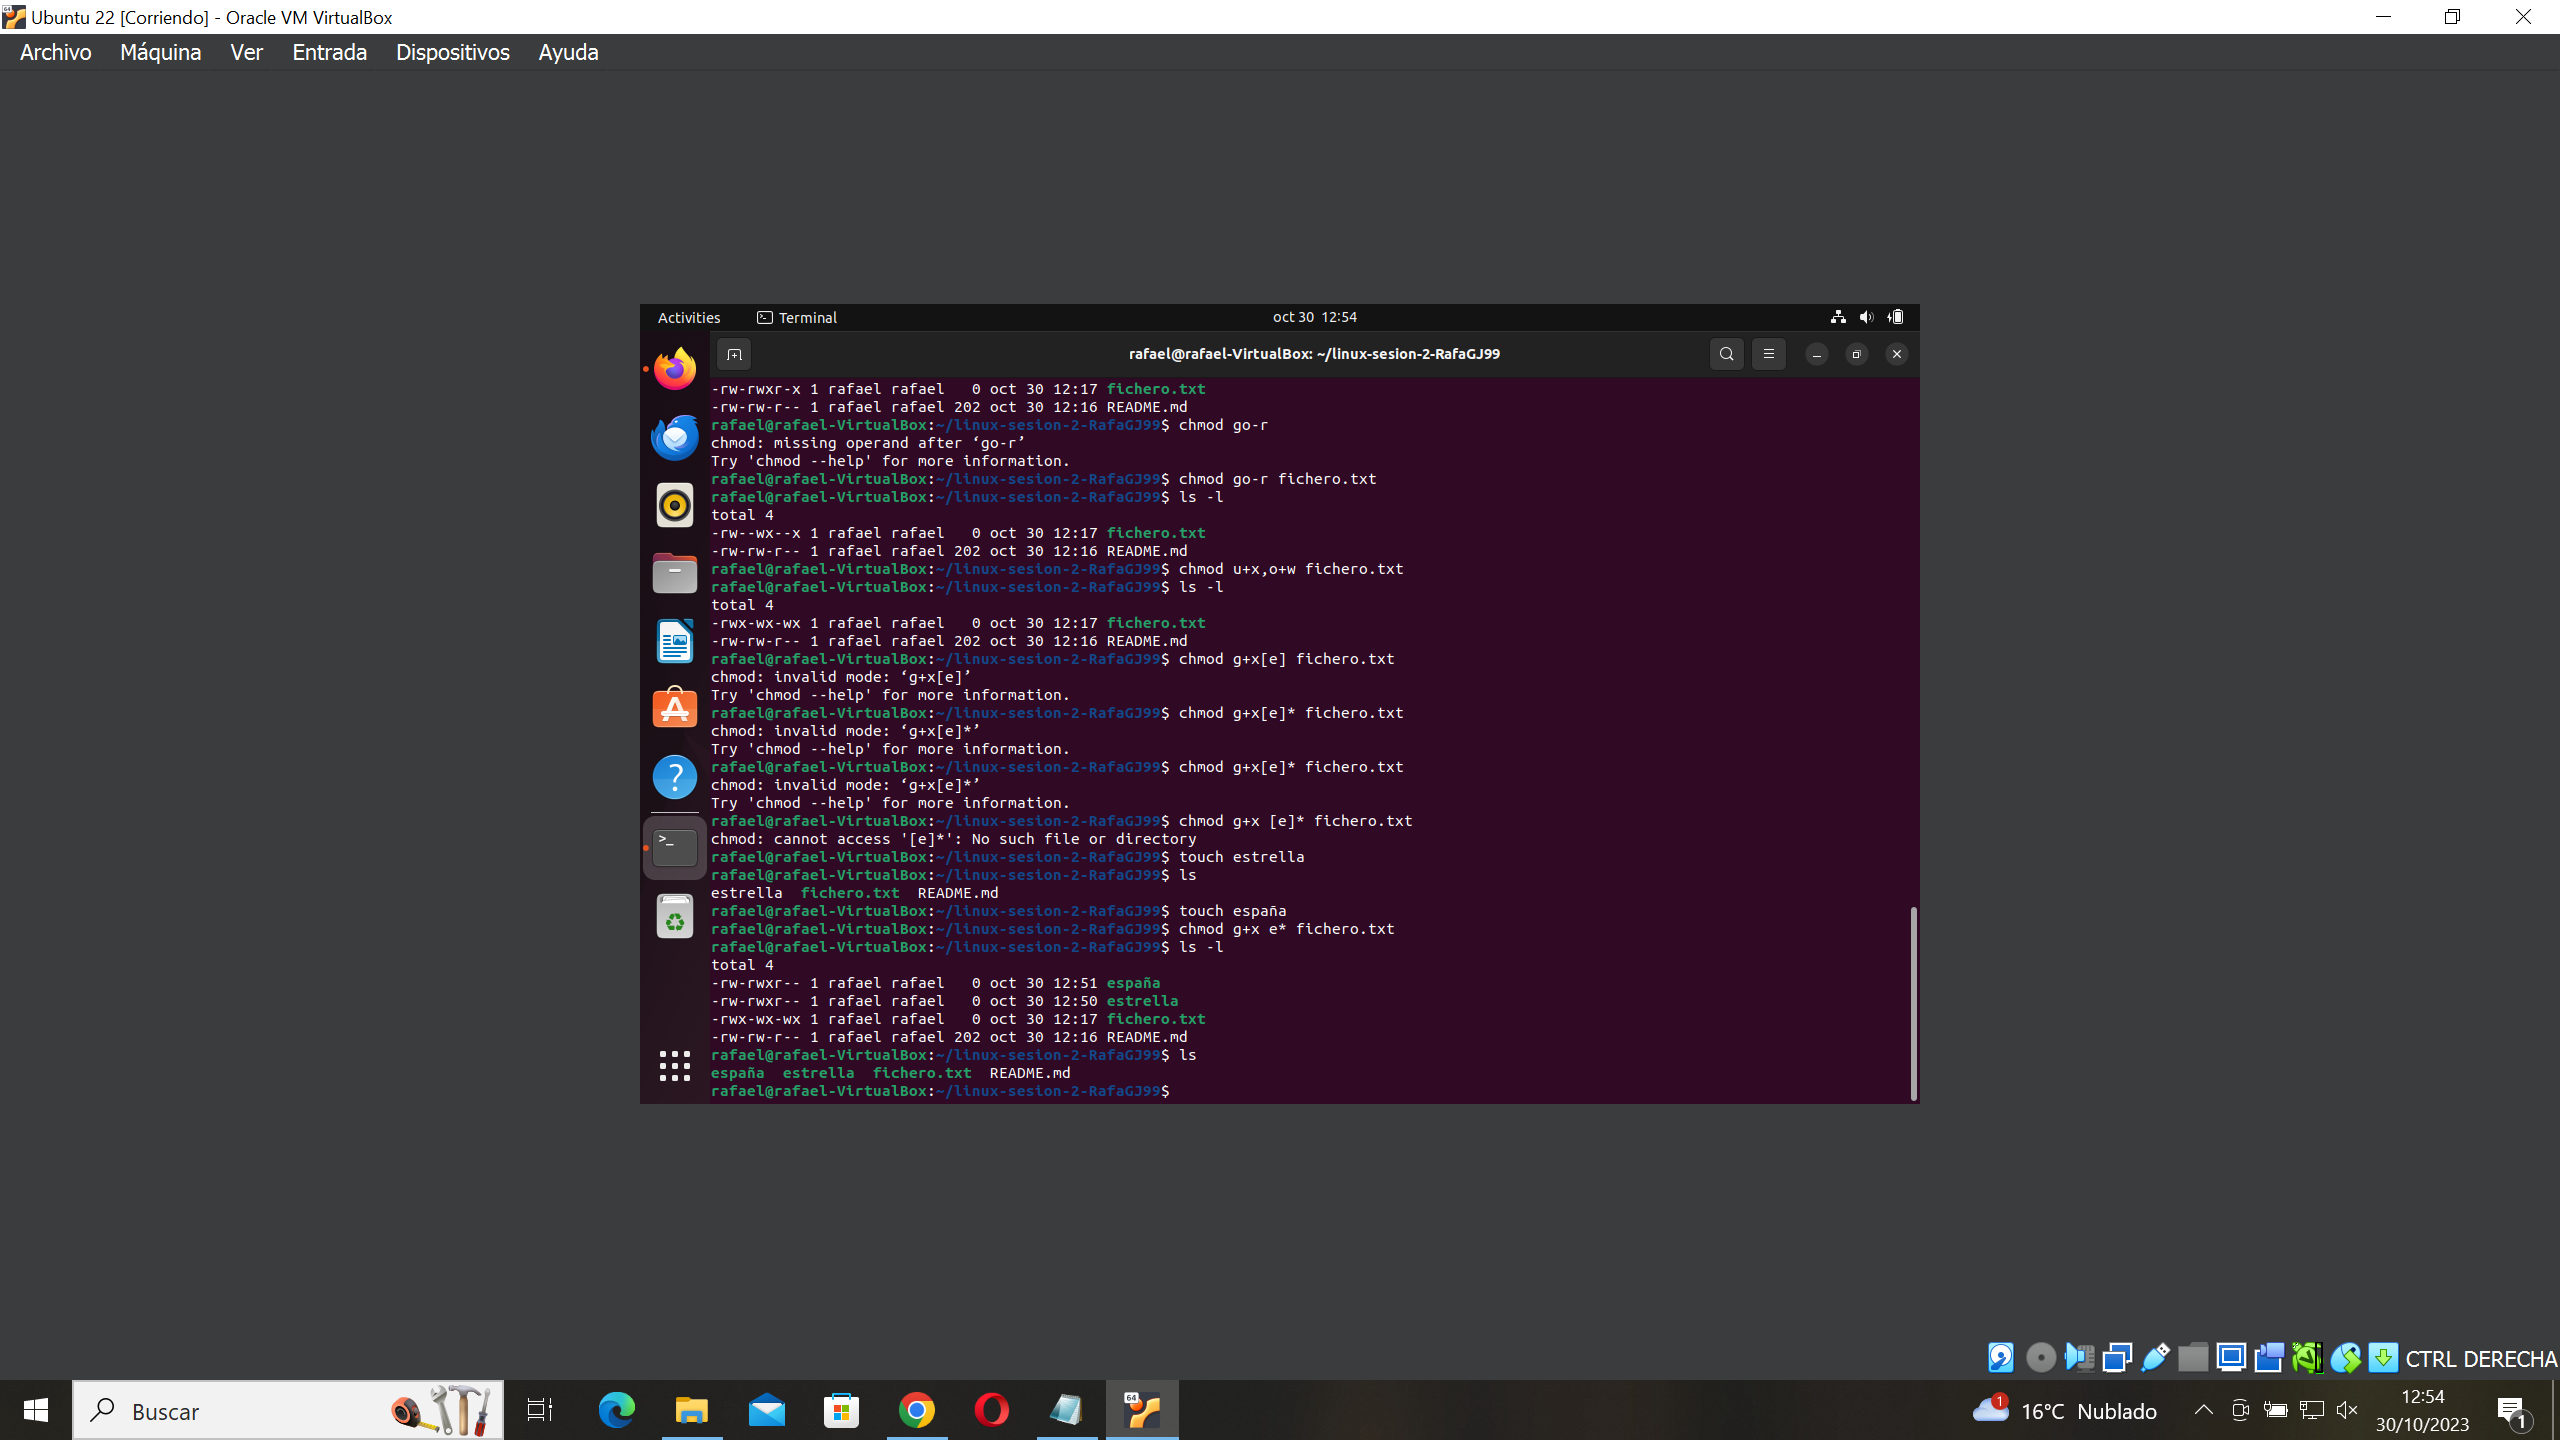 Ubuntu 22 [Corriendo] - Oracle VM VirtualBox
Archivo Máquina Ver Entrada Dispositivos Ayuda
Activities Terminal oct 30 12:54
rafael@rafael-VirtualBox: ~/linux-sesion-2-RafaGJ99
-rw-rwxr-x 1 rafael rafael   0 oct 30 12:17 fichero.txt
-rw-rw-r-- 1 rafael rafael 202 oct 30 12:16 README.md
rafael@rafael-VirtualBox:~/linux-sesion-2-RafaGJ99$ chmod go-r
chmod: missing operand after ‘go-r’
Try 'chmod --help' for more information.
rafael@rafael-VirtualBox:~/linux-sesion-2-RafaGJ99$ chmod go-r fichero.txt
rafael@rafael-VirtualBox:~/linux-sesion-2-RafaGJ99$ ls -l
total 4
-rw--wx--x 1 rafael rafael   0 oct 30 12:17 fichero.txt
-rw-rw-r-- 1 rafael rafael 202 oct 30 12:16 README.md
rafael@rafael-VirtualBox:~/linux-sesion-2-RafaGJ99$ chmod u+x,o+w fichero.txt
rafael@rafael-VirtualBox:~/linux-sesion-2-RafaGJ99$ ls -l
total 4
-rwx-wx-wx 1 rafael rafael   0 oct 30 12:17 fichero.txt
-rw-rw-r-- 1 rafael rafael 202 oct 30 12:16 README.md
rafael@rafael-VirtualBox:~/linux-sesion-2-RafaGJ99$ chmod g+x[e] fichero.txt
chmod: invalid mode: ‘g+x[e]’
Try 'chmod --help' for more information.
rafael@rafael-VirtualBox:~/linux-sesion-2-RafaGJ99$ chmod g+x[e]* fichero.txt
chmod: invalid mode: ‘g+x[e]*’
Try 'chmod --help' for more information.
rafael@rafael-VirtualBox:~/linux-sesion-2-RafaGJ99$ chmod g+x[e]* fichero.txt
chmod: invalid mode: ‘g+x[e]*’
Try 'chmod --help' for more information.
rafael@rafael-VirtualBox:~/linux-sesion-2-RafaGJ99$ chmod g+x [e]* fichero.txt
chmod: cannot access '[e]*': No such file or directory
rafael@rafael-VirtualBox:~/linux-sesion-2-RafaGJ99$ touch estrella
rafael@rafael-VirtualBox:~/linux-sesion-2-RafaGJ99$ ls
estrella  fichero.txt  README.md
rafael@rafael-VirtualBox:~/linux-sesion-2-RafaGJ99$ touch españa
rafael@rafael-VirtualBox:~/linux-sesion-2-RafaGJ99$ chmod g+x e* fichero.txt
rafael@rafael-VirtualBox:~/linux-sesion-2-RafaGJ99$ ls -l
total 4
-rw-rwxr-- 1 rafael rafael   0 oct 30 12:51 españa
-rw-rwxr-- 1 rafael rafael   0 oct 30 12:50 estrella
-rwx-wx-wx 1 rafael rafael   0 oct 30 12:17 fichero.txt
-rw-rw-r-- 1 rafael rafael 202 oct 30 12:16 README.md
rafael@rafael-VirtualBox:~/linux-sesion-2-RafaGJ99$ ls
españa  estrella  fichero.txt  README.md
rafael@rafael-VirtualBox:~/linux-sesion-2-RafaGJ99$
CTRL DERECHA
Buscar
64
1
16°C Nublado
12:54
30/10/2023
1